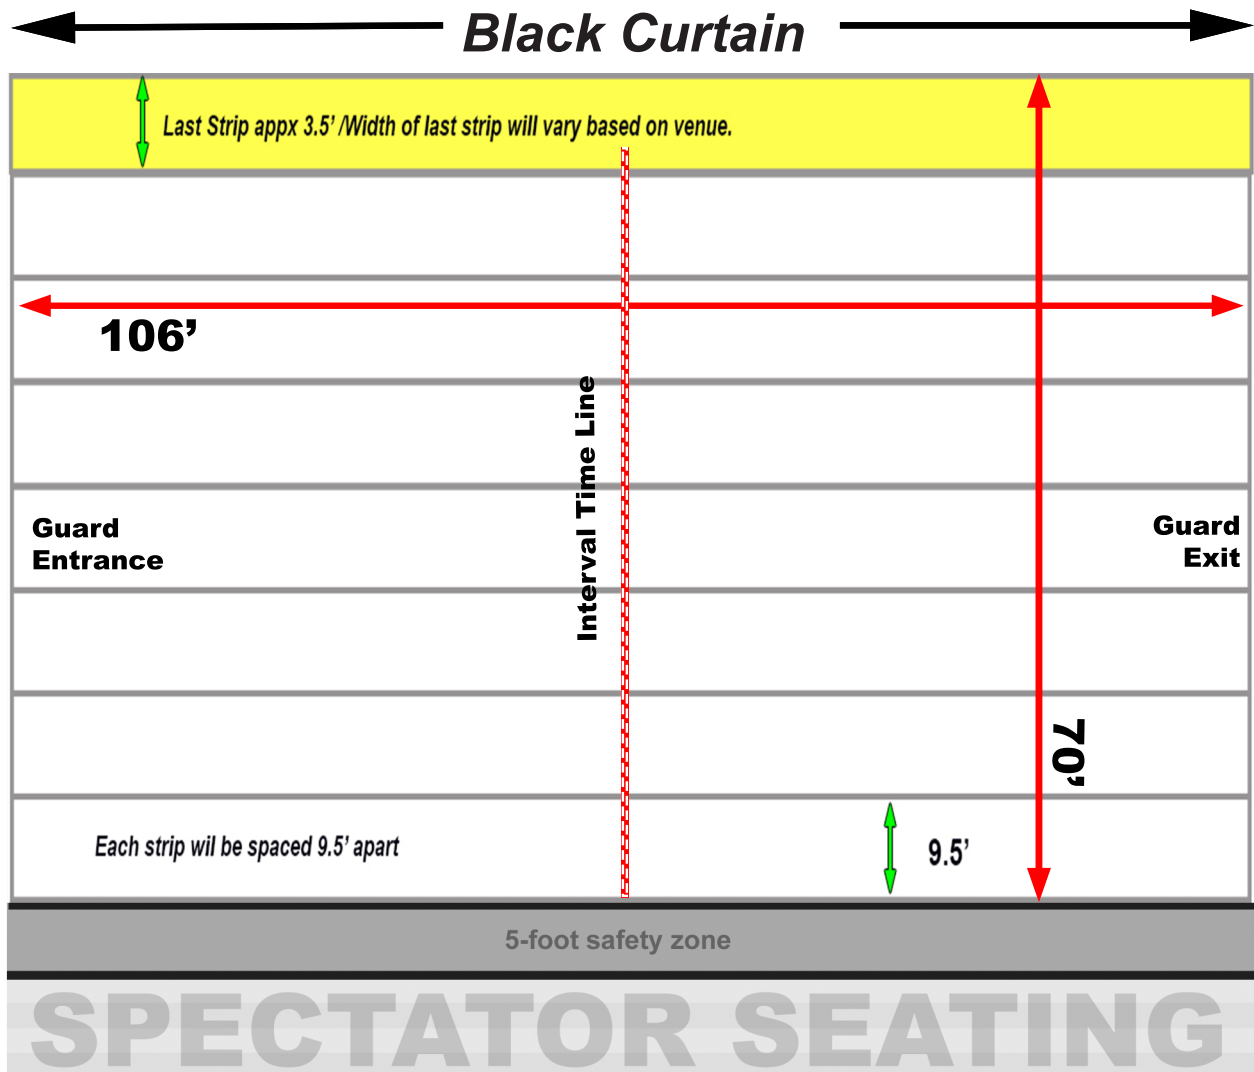 Black Curtain
Last Strip appx 3.5’ /Width of last strip will vary based on venue.
106’
Interval Time Line
Guard
Entrance
Guard
Exit
70’
Each strip wil be spaced 9.5’ apart
9.5’
5-foot safety zone
SPECTATOR SEATING